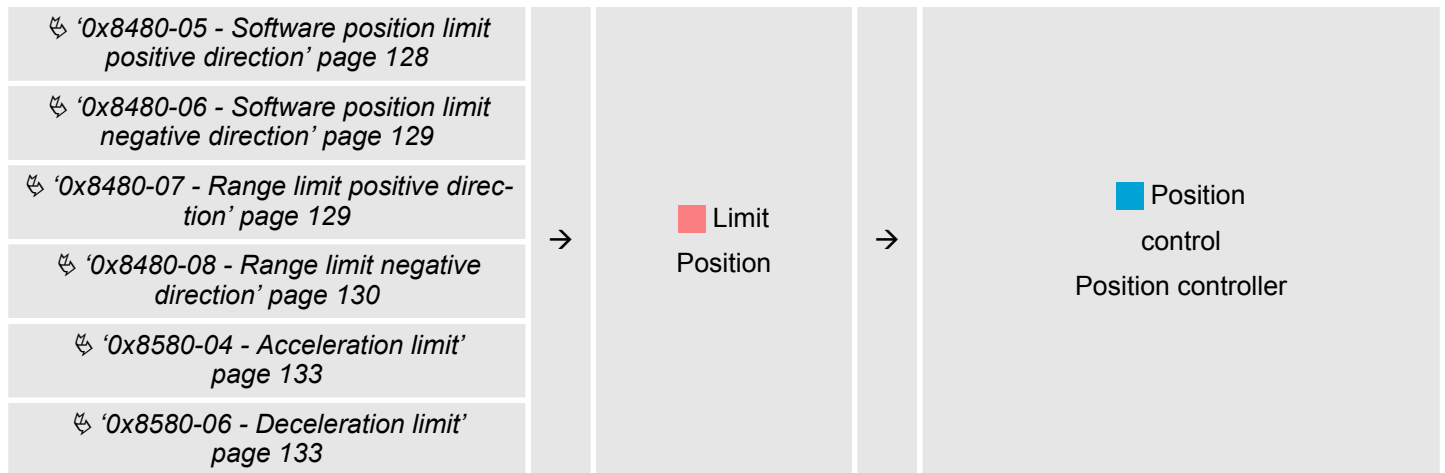 ↳ ‘0x8480-05 - Software position limit
positive direction’ page 128
↳ ‘0x8480-06 - Software position limit
negative direction’ page 129
↳ ‘0x8480-07 - Range limit positive direc-
tion’ page 129
↳ ‘0x8480-08 - Range limit negative
direction’ page 130
↳ ‘0x8580-04 - Acceleration limit’
page 133
↳ ‘0x8580-06 - Deceleration limit’
page 133
→
Limit
Position
→
Position
control
Position controller